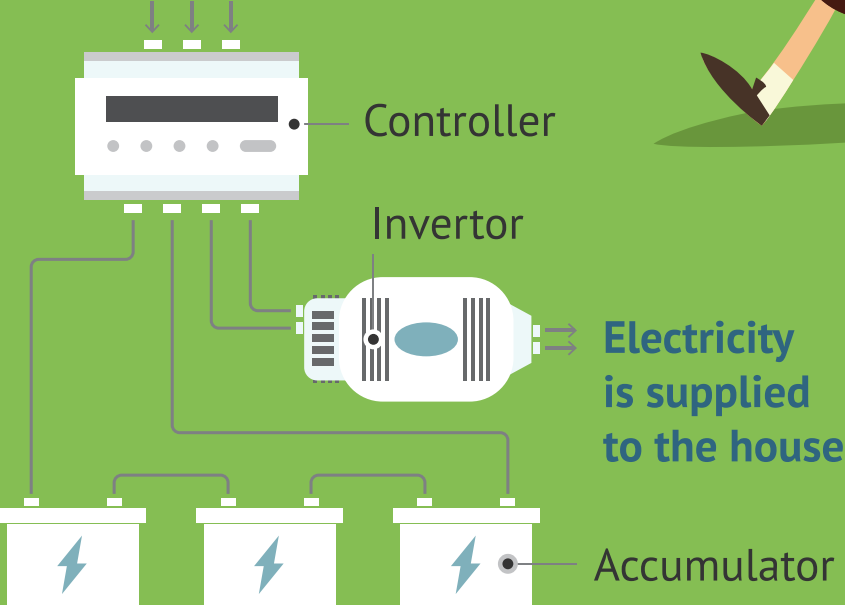 Controller
Invertor
Electricity
is supplied
to the house
Accumulator